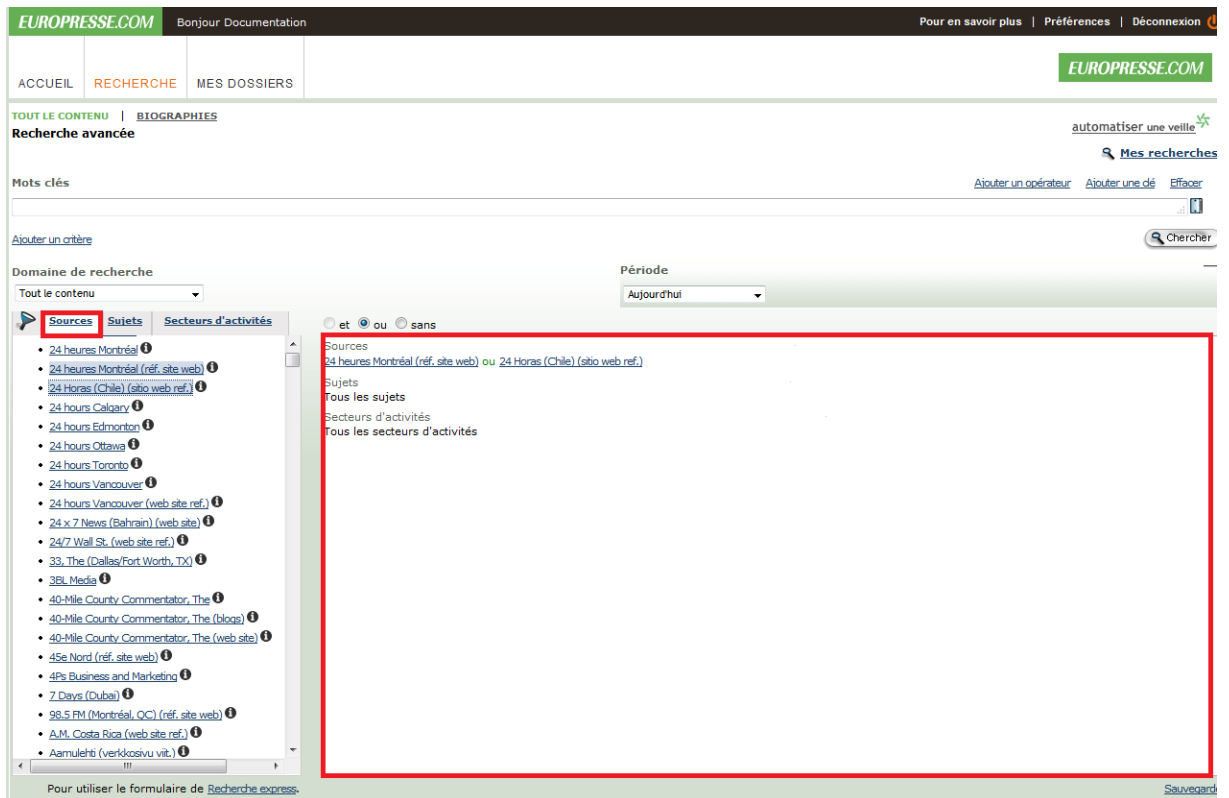 EUROPRESSE.COM Bonjour Documentation Pour en savoir plus | Préférences | Déconnexion
ACCUEIL RECHERCHE MES DOSSIERS EUROPRESSE.COM
TOUT LE CONTENU | BIOGRAPHIES
Recherche avancée
automatiser une veille
Mes recherches
Mots clés Ajouter un opérateur Ajouter une clé Effacer
Ajouter un critère Chercher
Domaine de recherche Période
Tout le contenu Aujourd'hui
Sources Sujets Secteurs d'activités et ou sans
• 24 heures Montréal
• 24 heures Montréal (réf. site web)
• 24 Horas (Chile) (sitio web ref.)
• 24 hours Calgary
• 24 hours Edmonton
• 24 hours Ottawa
• 24 hours Toronto
• 24 hours Vancouver
• 24 hours Vancouver (web site ref.)
• 24 x 7 News (Bahrain) (web site)
• 24/7 Wall St. (web site ref.)
• 33, The (Dallas/Fort Worth, TX)
• 3BL Media
• 40-Mile County Commentator, The
• 40-Mile County Commentator, The (blogs)
• 40-Mile County Commentator, The (web site)
• 45e Nord (réf. site web)
• 4Ps Business and Marketing
• 7 Days (Dubai)
• 98.5 FM (Montréal, QC) (réf. site web)
• A.M. Costa Rica (web site ref.)
• Aamulehti (verkkosivu viit.)
Sources
24 heures Montréal (réf. site web) ou 24 Horas (Chile) (sitio web ref.)
Sujets
Tous les sujets
Secteurs d'activités
Tous les secteurs d'activités
Pour utiliser le formulaire de Recherche express. Sauvegard